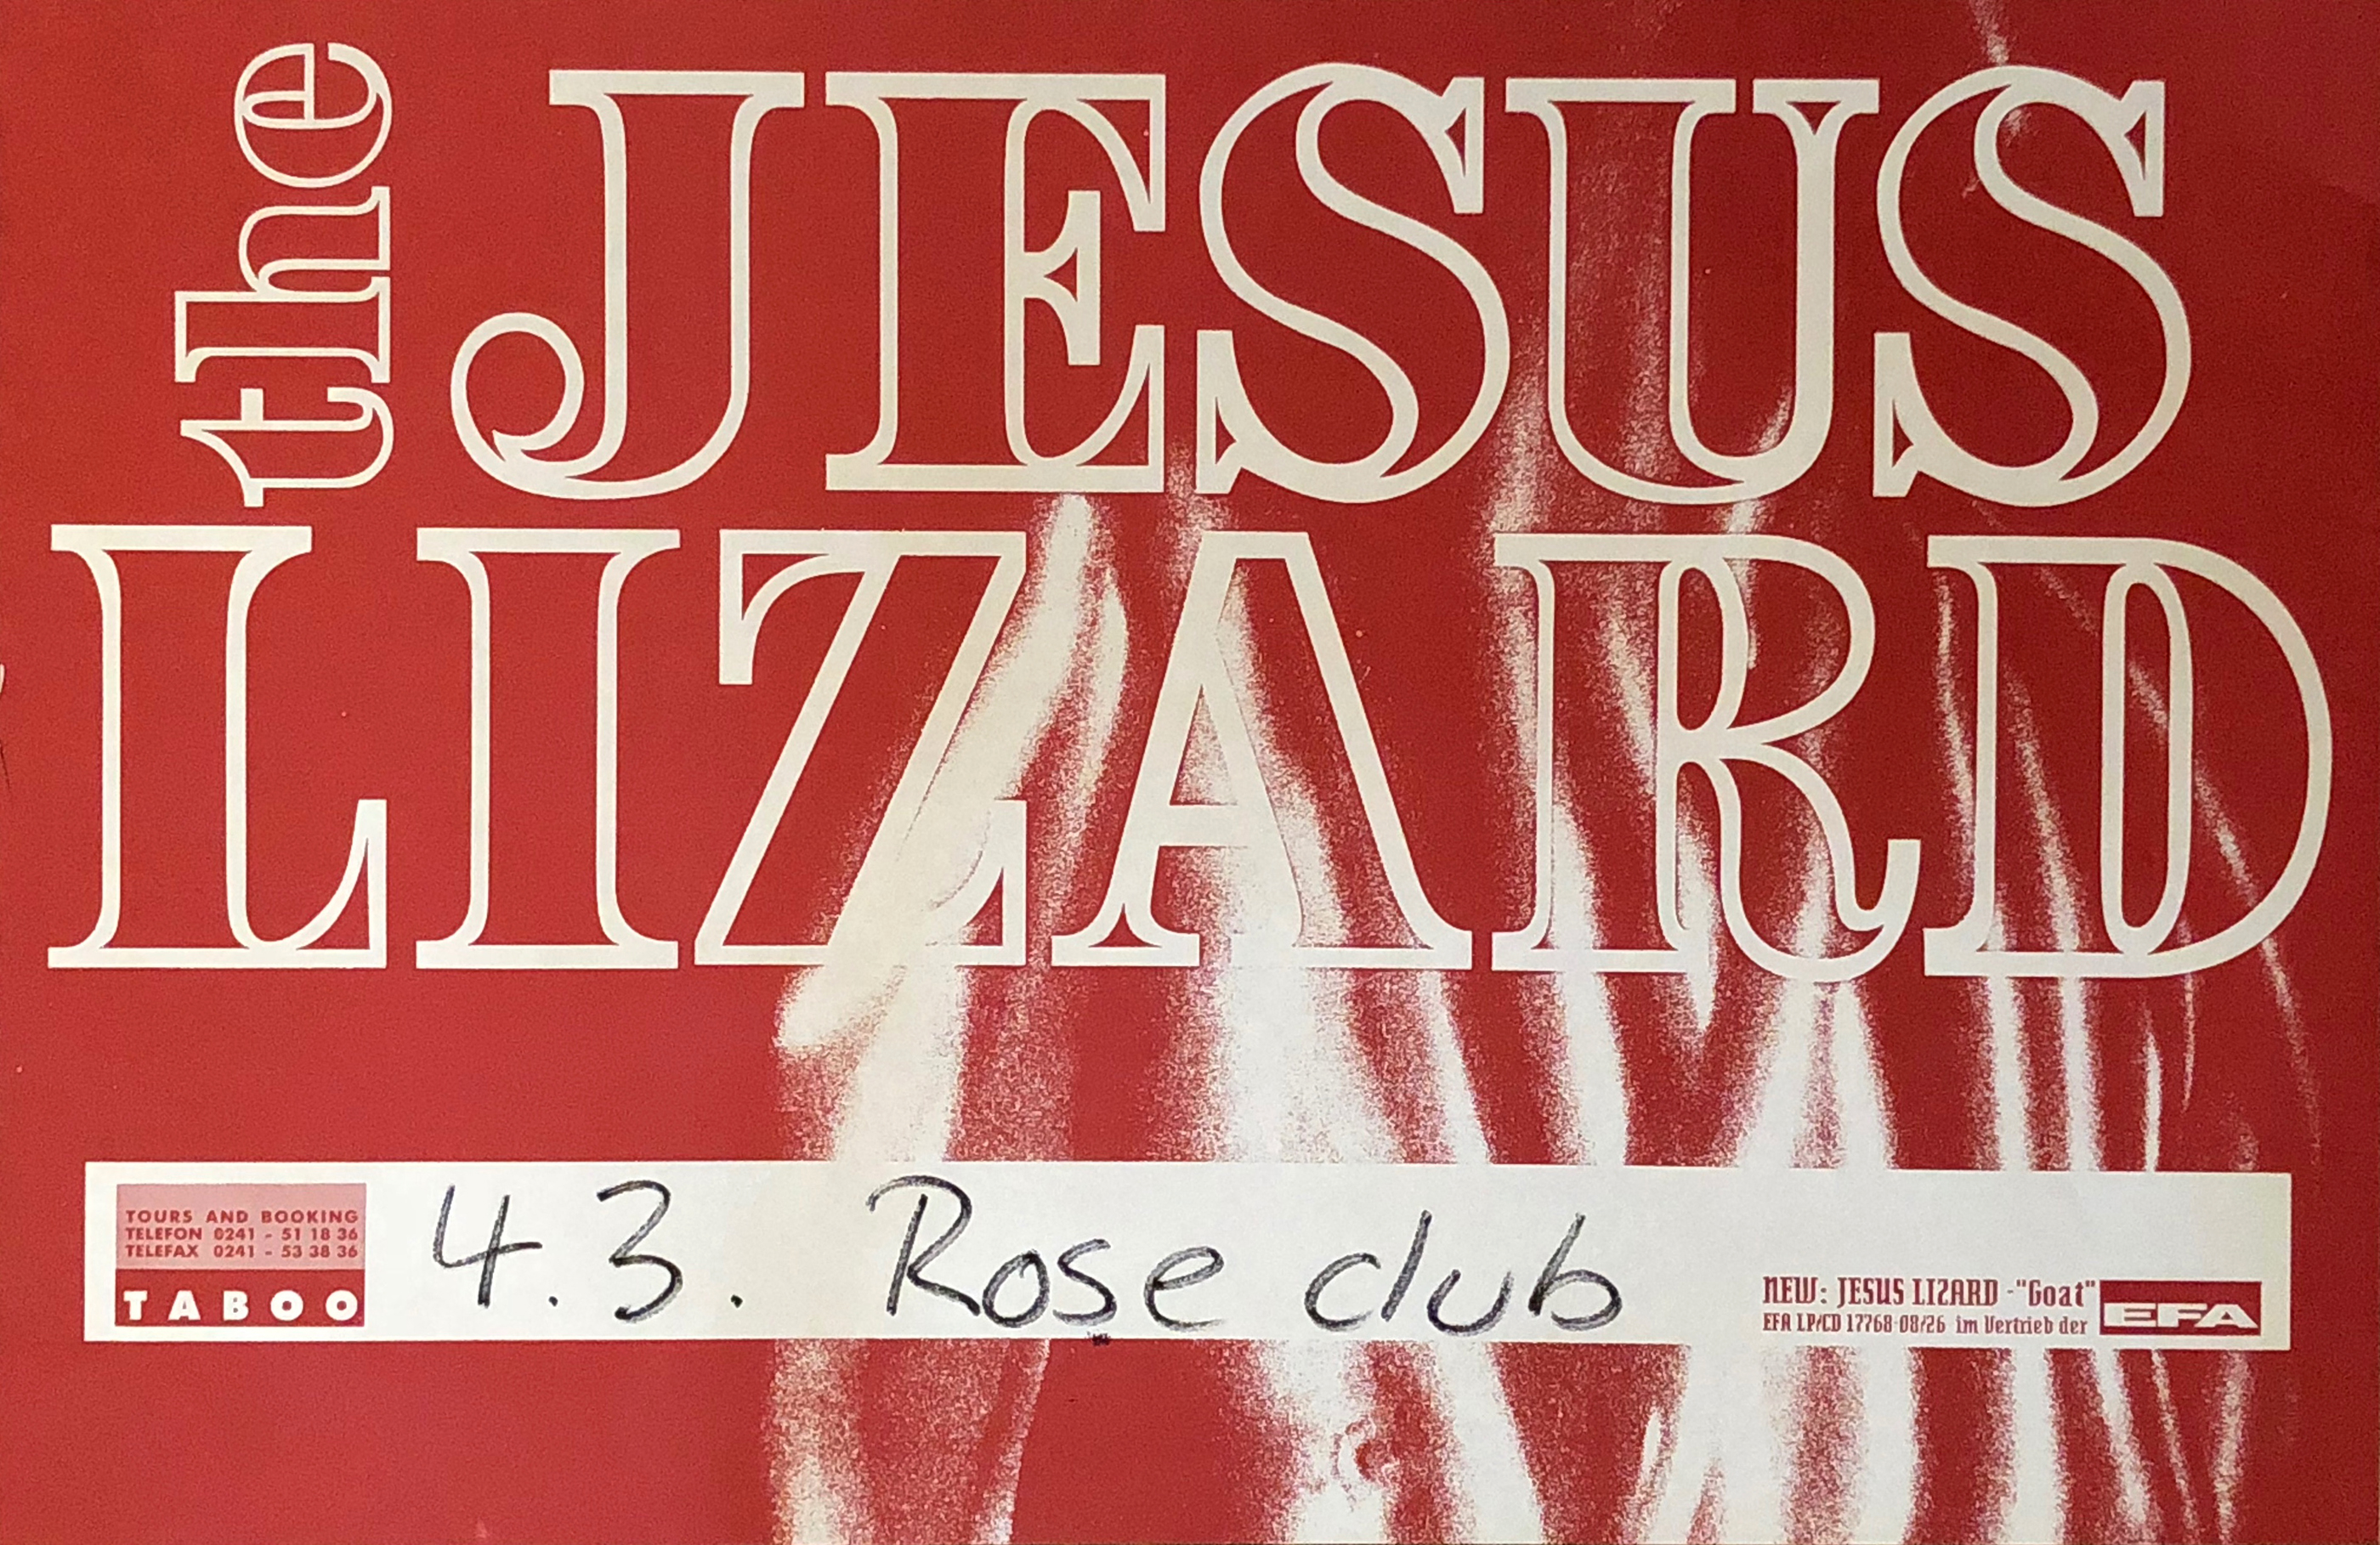 the JESUS
LIZARD
TOURS AND BOOKING
TELEFON 0241 - 51 18 36
TELEFAX 0241 - 53 38 36
TABOO
4.3. Rose club
NEW: JESUS LIZARD -"Goat"
EFA LP/CD 17768-08/26 im Vertrieb der
EFA